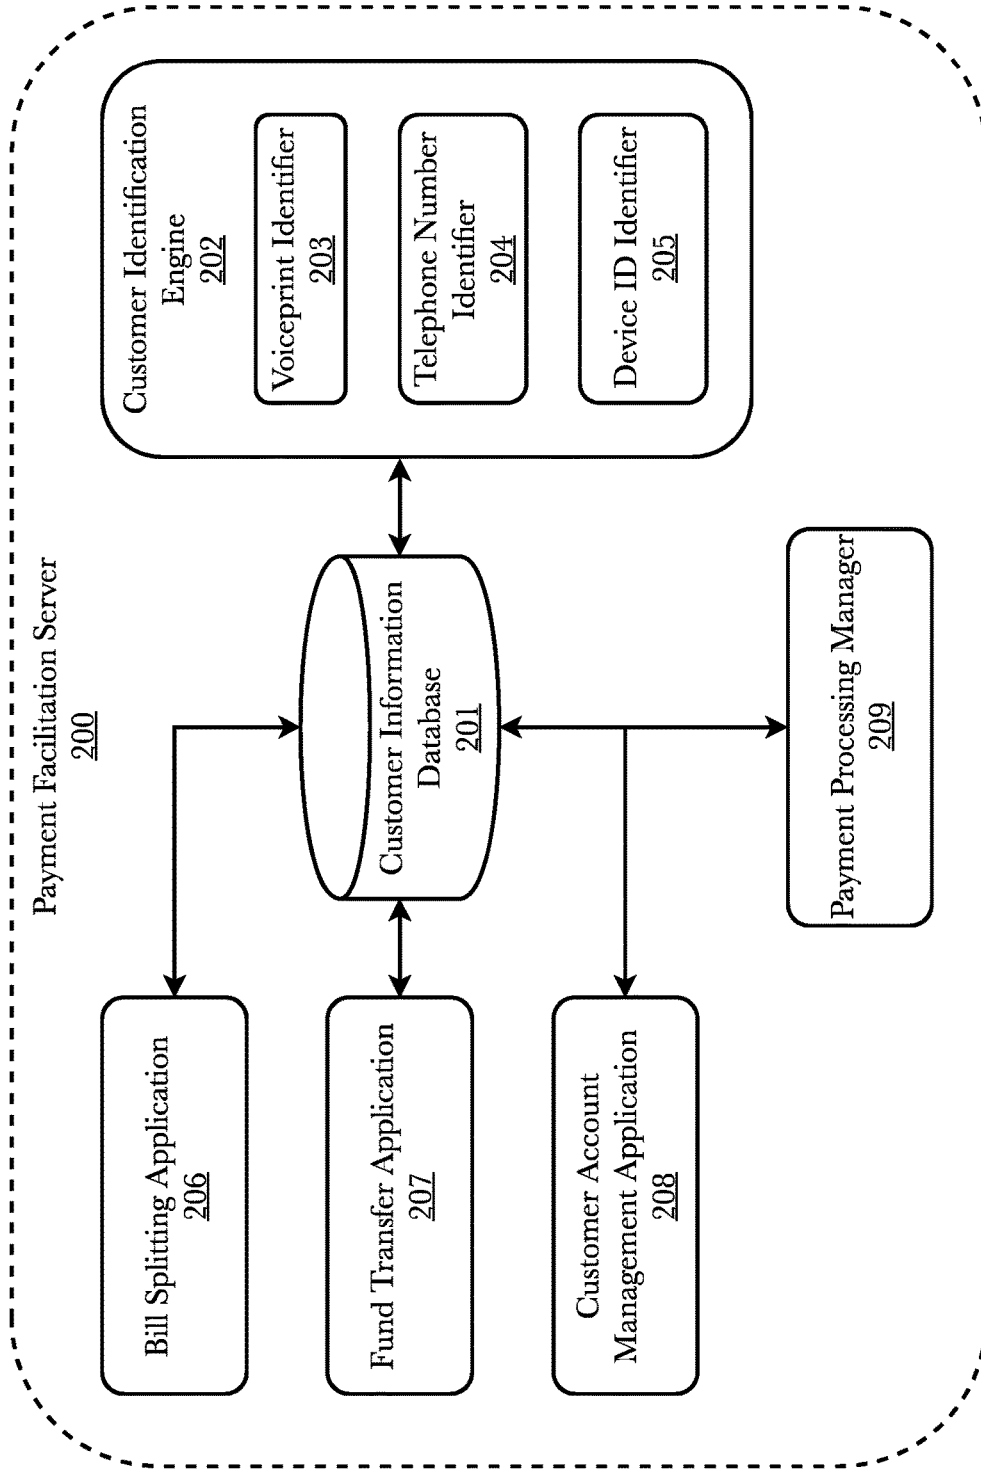 Payment Facilitation Server
200
Bill Splitting Application
206
Fund Transfer Application
207
Customer Account
Management Application
208
Customer Information
Database
201
Customer Identification
Engine
202
Voiceprint Identifier
203
Telephone Number
Identifier
204
Device ID Identifier
205
Payment Processing Manager
209